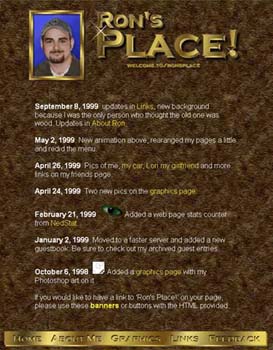 Ron's
PLACE!
WELCOME.TO/RONSPLACE
September 8, 1999 updates in Links, new background
because I was the only person who thought the old one was
wood. Updates in About Ron.
May 2, 1999 New animation above, rearranged my pages a little
and redid the menu.
April 26, 1999 Pics of me, my car, Lori my girlfriend and more
links on my friends page.
April 24, 1999 Two new pics on the graphics page.
February 21, 1999 Added a web page stats counter
from NedStat.
January 2, 1999 Moved to a faster server and added a new
guestbook. Be sure to check out my archived guest entries.
October 6, 1998 Added a graphics page with my
Photoshop art on it.
If you would like to have a link to "Ron's Place!" on your page,
please use these banners or buttons with the HTML provided.
Home About Me Graphics Links Feedback